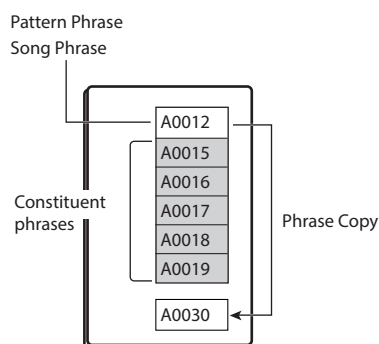 Pattern Phrase
Song Phrase
A0012
A0015
A0016
A0017
A0018
A0019
Constituent
phrases
Phrase Copy
A0030